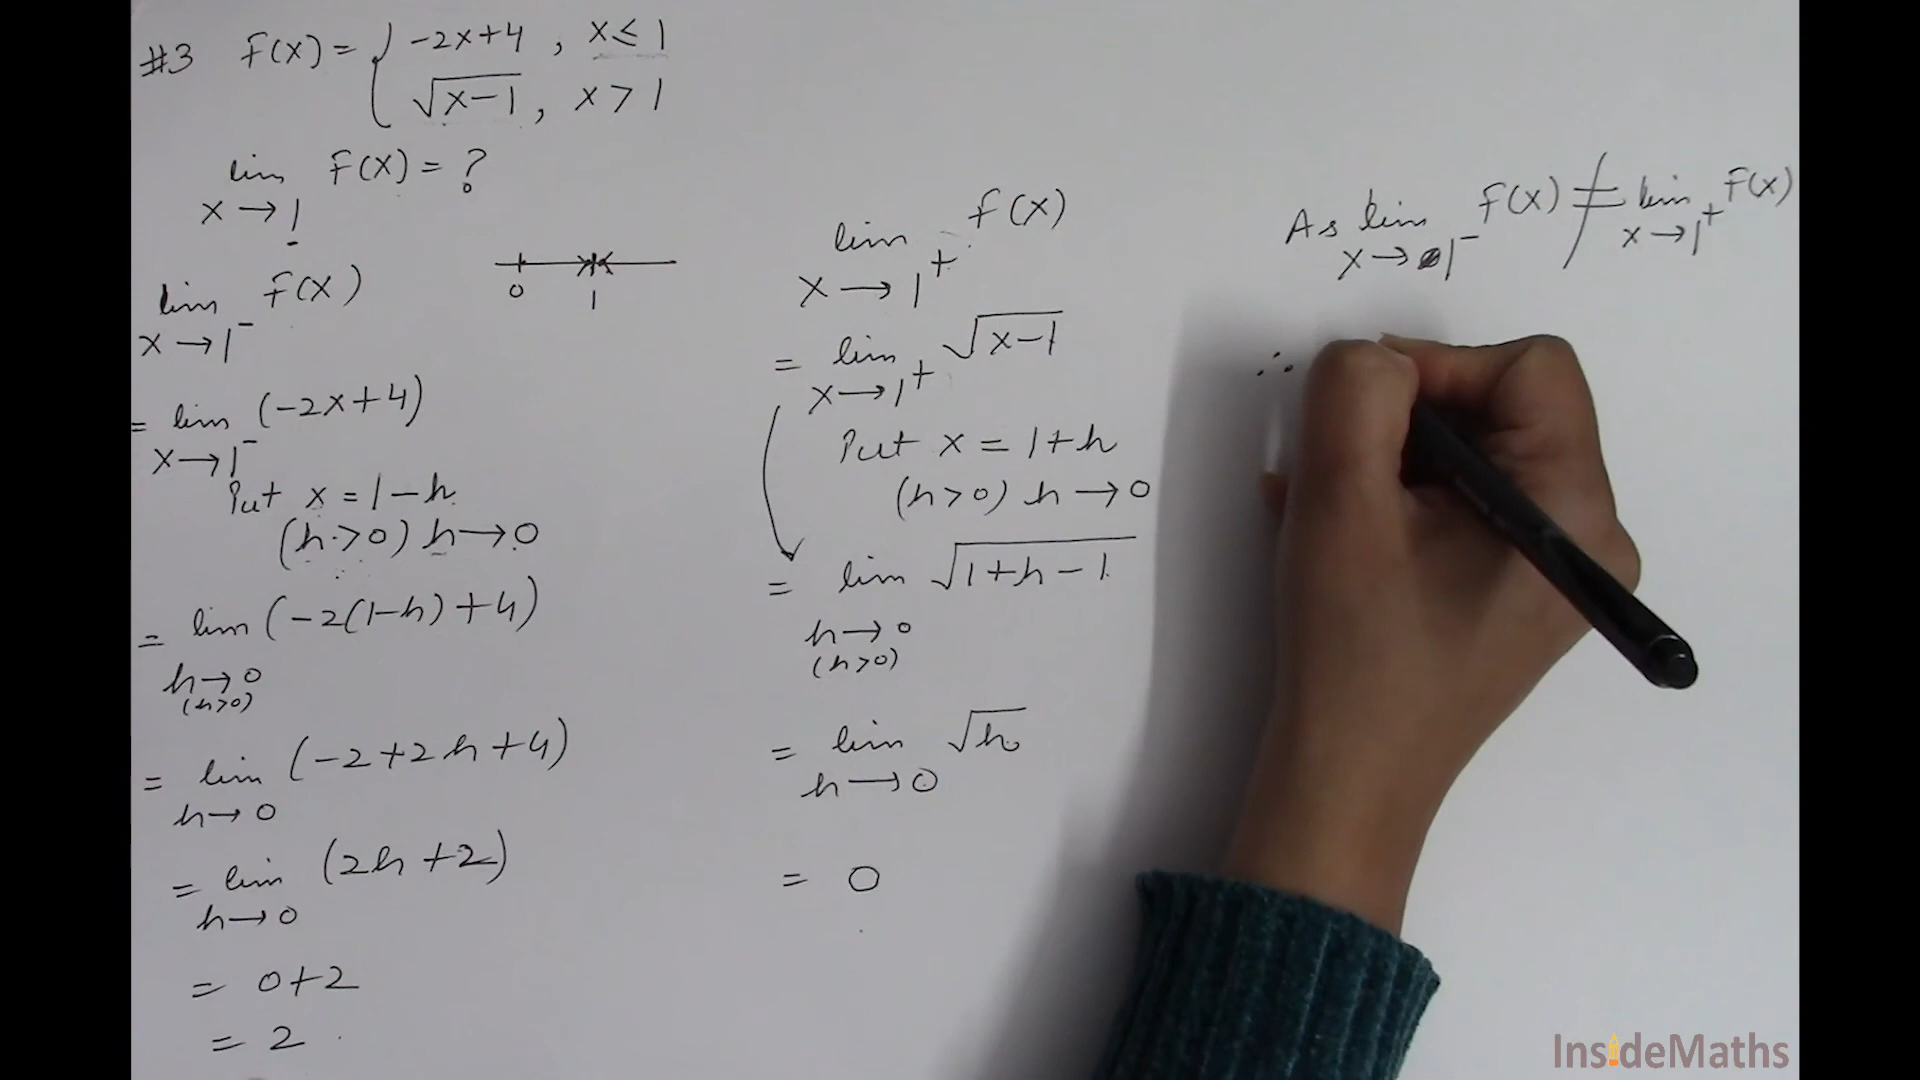 #3 F(x) = { -2x+4 , x ≤ 1
√(x-1) , x > 1
lim F(x) = ?
x → 1
lim F(x)
x → 1⁻
0 1
= lim (-2x+4)
x → 1⁻
Put x = 1-h
(h>0) h → 0
= lim (-2(1-h)+4)
h → 0
(h>0)
= lim (-2+2h+4)
h → 0
= lim (2h+2)
h → 0
= 0+2
= 2
lim f(x)
x → 1⁺
= lim √(x-1)
x → 1⁺
Put x = 1+h
(h>0) h → 0
= lim √(1+h-1)
h → 0
(h>0)
= lim √h
h → 0
= 0
As lim F(x) ≠ lim F(x)
x → 1⁻ x → 1⁺
∴
InsideMaths